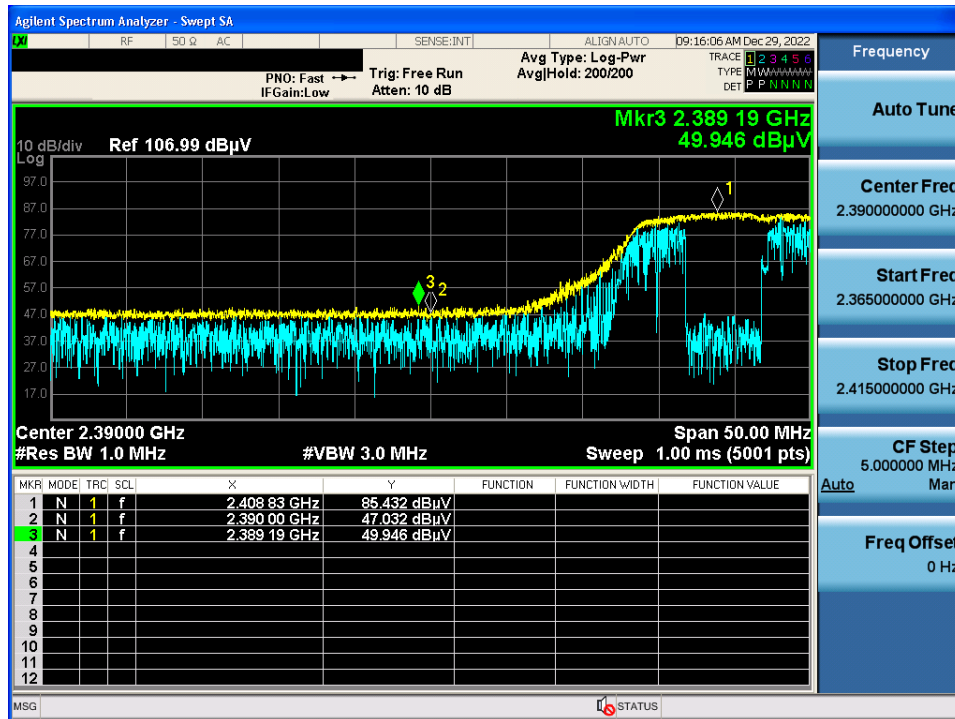 Agilent Spectrum Analyzer - Swept SA
LXI RF 50 Ω AC SENSE:INT ALIGN AUTO 09:16:06 AM Dec 29, 2022
PNO: Fast Trig: Free Run Avg Type: Log-Pwr TRACE 1 2 3 4 5 6
IFGain:Low Atten: 10 dB Avg|Hold: 200/200 TYPE M WWWWW
DET P P N N N N
Mkr3 2.389 19 GHz
49.946 dBµV
10 dB/div Ref 106.99 dBµV
Log
97.0
87.0
77.0
67.0
57.0
47.0
37.0
27.0
17.0
1
3
2
Center 2.39000 GHz Span 50.00 MHz
#Res BW 1.0 MHz #VBW 3.0 MHz Sweep 1.00 ms (5001 pts)
MKR MODE TRC SCL X Y FUNCTION FUNCTION WIDTH FUNCTION VALUE
1 N 1 f 2.408 83 GHz 85.432 dBµV
2 N 1 f 2.390 00 GHz 47.032 dBµV
3 N 1 f 2.389 19 GHz 49.946 dBµV
4
5
6
7
8
9
10
11
12
MSG STATUS
Frequency
Auto Tune
Center Freq
2.390000000 GHz
Start Freq
2.365000000 GHz
Stop Freq
2.415000000 GHz
CF Step
5.000000 MHz
Auto Man
Freq Offset
0 Hz